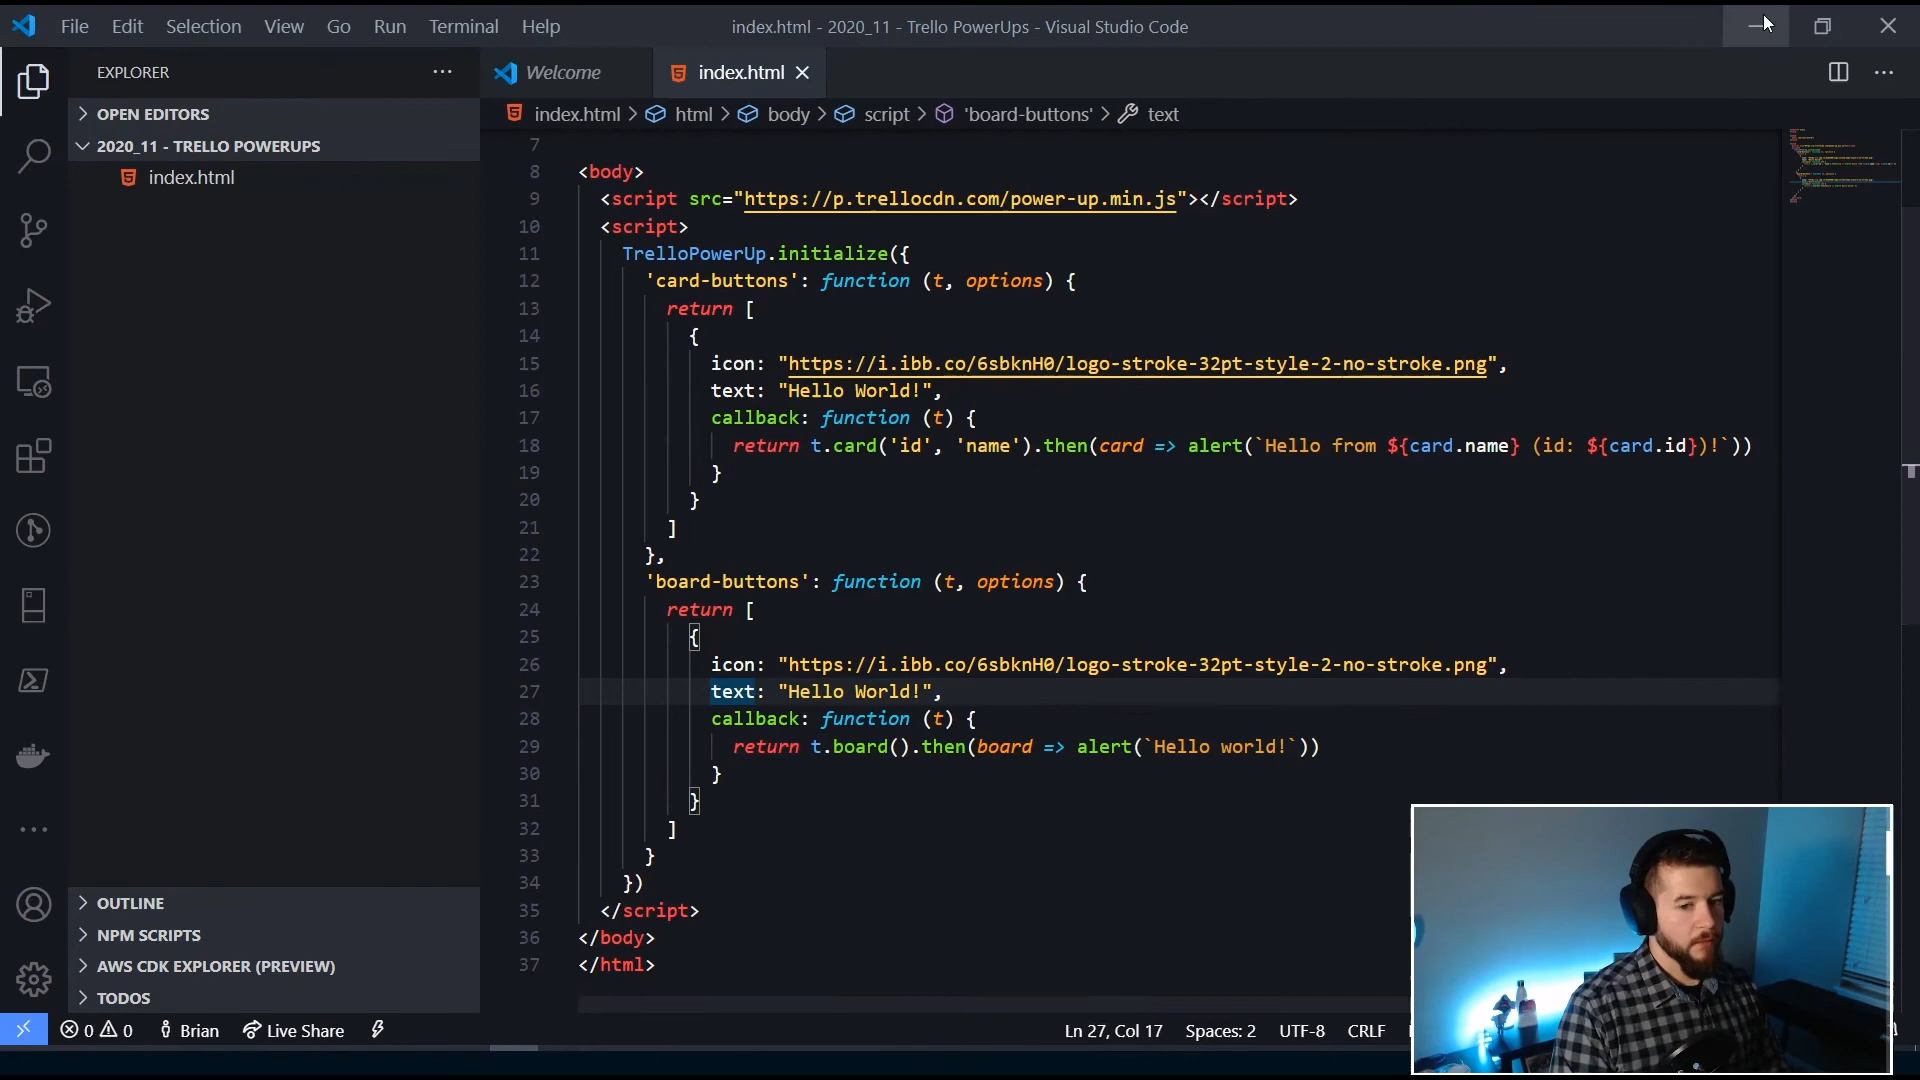 File Edit Selection View Go Run Terminal Help
index.html - 2020_11 - Trello PowerUps - Visual Studio Code
EXPLORER
OPEN EDITORS
2020_11 - TRELLO POWERUPS
index.html
OUTLINE
NPM SCRIPTS
AWS CDK EXPLORER (PREVIEW)
TODOS
Welcome index.html
index.html > html > body > script > 'board-buttons' > text
7
8 <body>
9 <script src="https://p.trellocdn.com/power-up.min.js"></script>
10 <script>
11 TrelloPowerUp.initialize({
12 'card-buttons': function (t, options) {
13 return [
14 {
15 icon: "https://i.ibb.co/6sbknH0/logo-stroke-32pt-style-2-no-stroke.png",
16 text: "Hello World!",
17 callback: function (t) {
18 return t.card('id', 'name').then(card => alert(`Hello from ${card.name} (id: ${card.id})!`))
19 }
20 }
21 ]
22 },
23 'board-buttons': function (t, options) {
24 return [
25 {
26 icon: "https://i.ibb.co/6sbknH0/logo-stroke-32pt-style-2-no-stroke.png",
27 text: "Hello World!",
28 callback: function (t) {
29 return t.board().then(board => alert(`Hello world!`))
30 }
31 }
32 ]
33 }
34 })
35 </script>
36 </body>
37 </html>
0 0 Brian Live Share
Ln 27, Col 17 Spaces: 2 UTF-8 CRLF